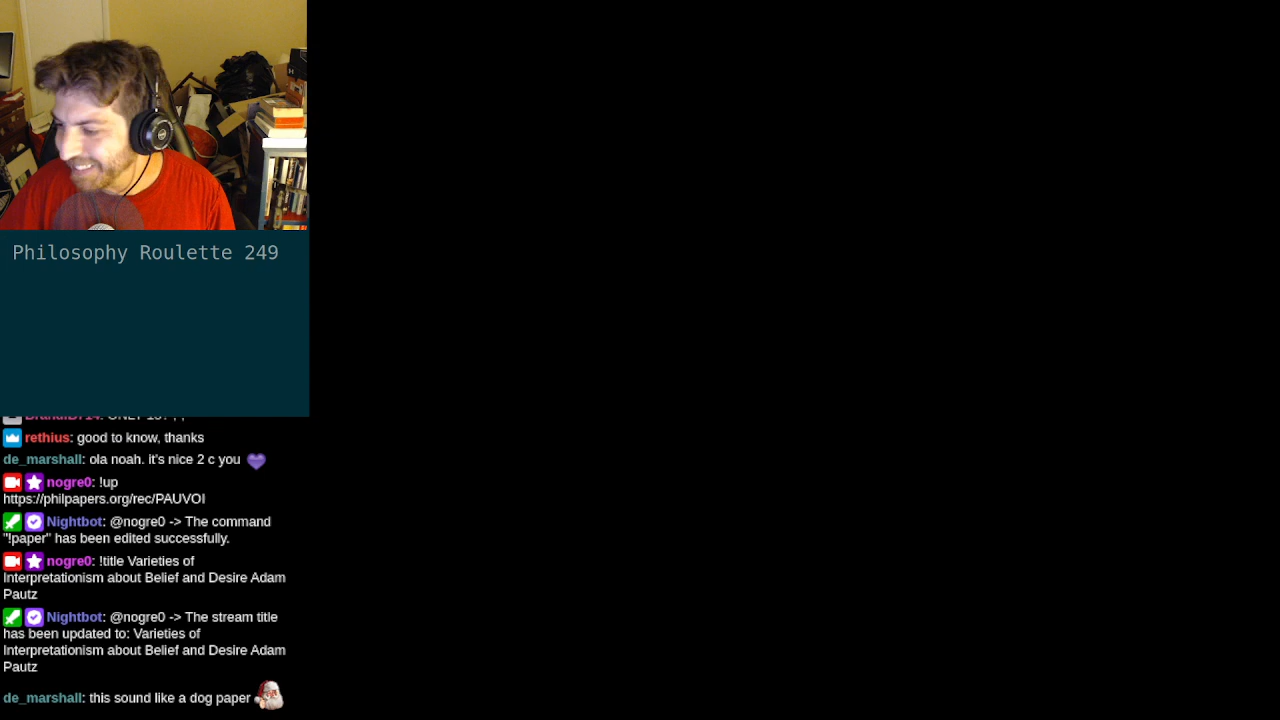 Philosophy Roulette 249
rethius: good to know, thanks
de_marshall: ola noah. it's nice 2 c you
nogre0: !up
https://philpapers.org/rec/PAUVOI
Nightbot: @nogre0 -> The command
"!paper" has been edited successfully.
nogre0: !title Varieties of
Interpretationism about Belief and Desire Adam
Pautz
Nightbot: @nogre0 -> The stream title
has been updated to: Varieties of
Interpretationism about Belief and Desire Adam
Pautz
de_marshall: this sound like a dog paper